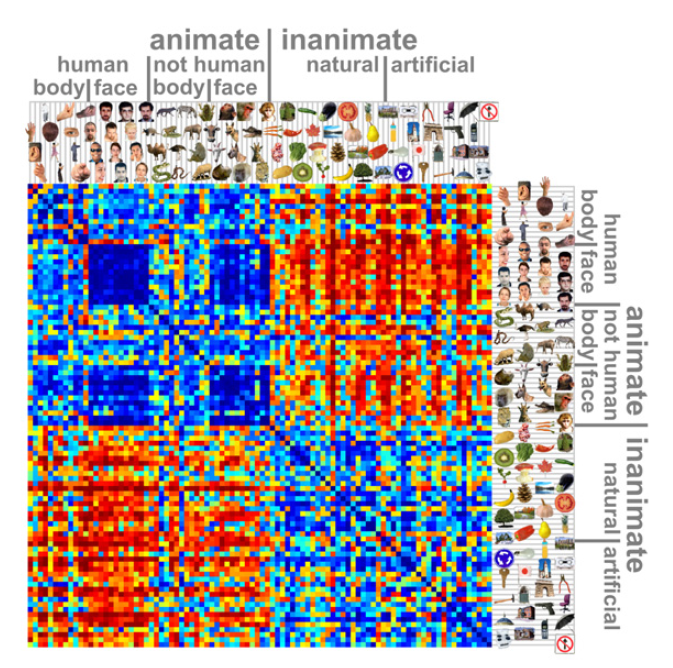 animate inanimate
human not human natural artificial
body face body face
human
body face
animate
not human
body face
inanimate
natural artificial